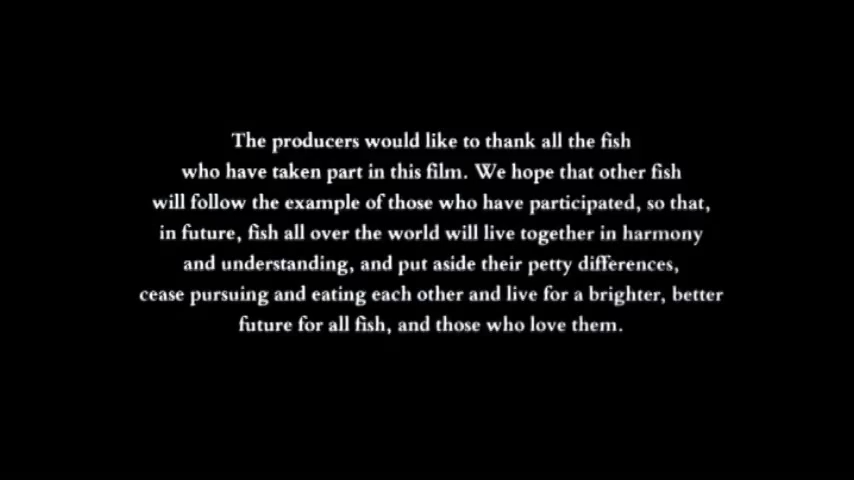 The producers would like to thank all the fish
who have taken part in this film. We hope that other fish
will follow the example of those who have participated, so that,
in future, fish all over the world will live together in harmony
and understanding, and put aside their petty differences,
cease pursuing and eating each other and live for a brighter, better
future for all fish, and those who love them.